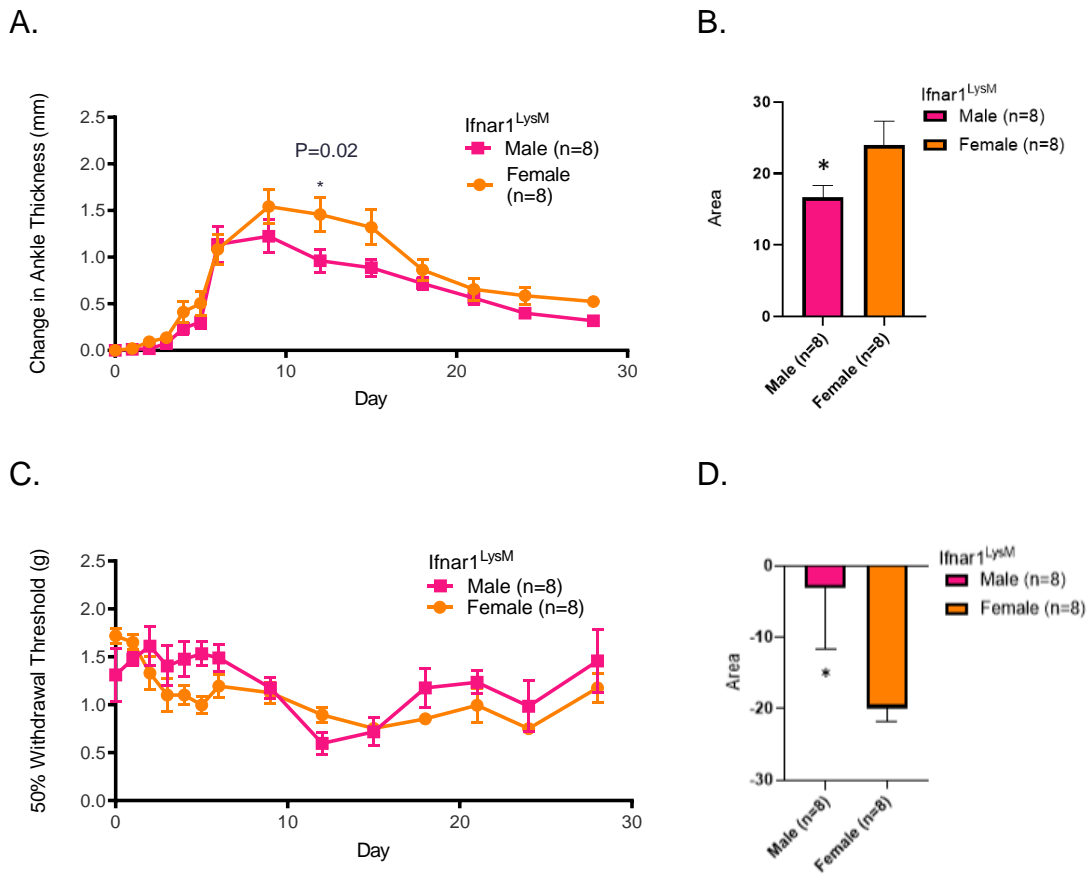 A.
B.
Change in Ankle Thickness (mm)
2.5
2.0
1.5
1.0
0.5
0.0
0
10
20
30
Day
P=0.02
*
Ifnar1LysM
Male (n=8)
Female
(n=8)
Area
30
20
10
0
*
Male (n=8)
Female (n=8)
Ifnar1LysM
Male (n=8)
Female (n=8)
C.
D.
50% Withdrawal Threshold (g)
2.5
2.0
1.5
1.0
0.5
0.0
0
10
20
30
Day
Ifnar1LysM
Male (n=8)
Female (n=8)
Area
0
-10
-20
-30
*
Male (n=8)
Female (n=8)
Ifnar1LysM
Male (n=8)
Female (n=8)